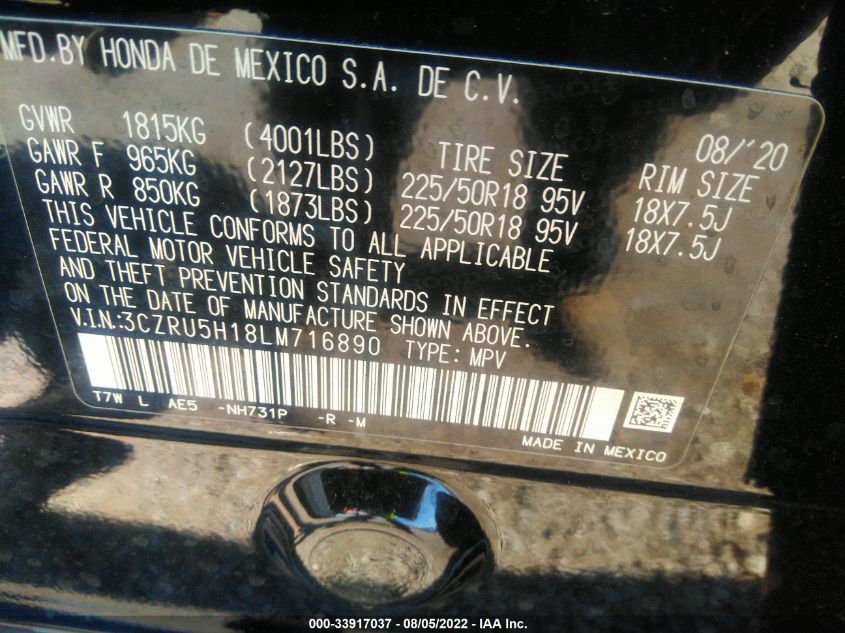 MFD.BY HONDA DE MEXICO S.A. DE C.V.
08/'20
GVWR 1815KG (4001LBS) TIRE SIZE RIM SIZE
GAWR F 965KG (2127LBS) 225/50R18 95V 18X7.5J
GAWR R 850KG (1873LBS) 225/50R18 95V 18X7.5J
THIS VEHICLE CONFORMS TO ALL APPLICABLE
FEDERAL MOTOR VEHICLE SAFETY
AND THEFT PREVENTION STANDARDS IN EFFECT
ON THE DATE OF MANUFACTURE SHOWN ABOVE.
V.I.N.:3CZRU5H18LM716890 TYPE: MPV
T7W L AE5 -NH731P -R -M
MADE IN MEXICO
000-33917037 - 08/05/2022 - IAA Inc.